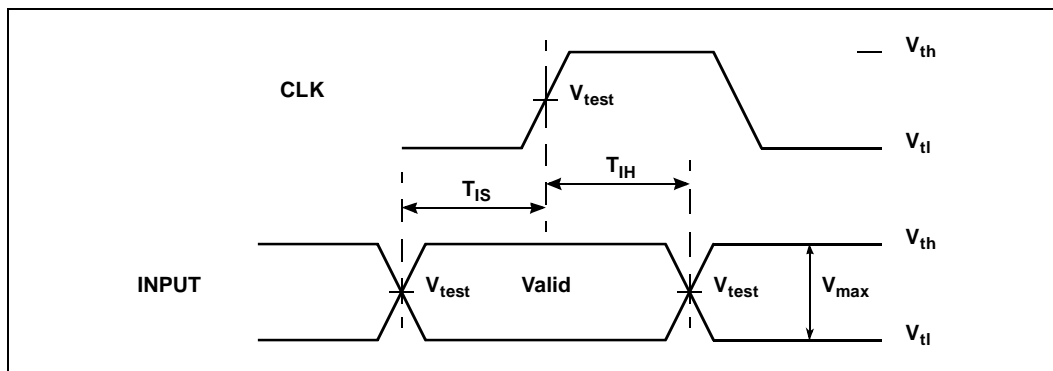 V_th
CLK
V_test
V_tl
T_IH
T_IS
V_th
INPUT
V_test
Valid
V_test
V_max
V_tl